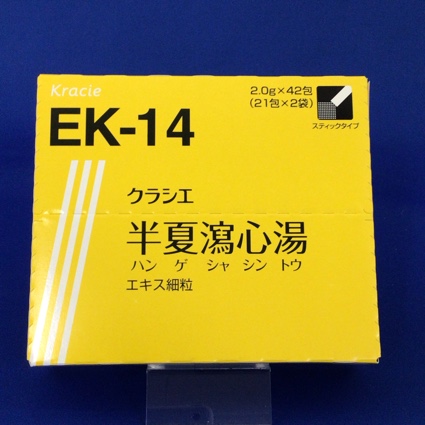 Kracie
EK-14
2.0g×42包
(21包×2袋)
スティックタイプ
クラシエ
半夏瀉心湯
ハン ゲ シャ シン トウ
エキス細粒